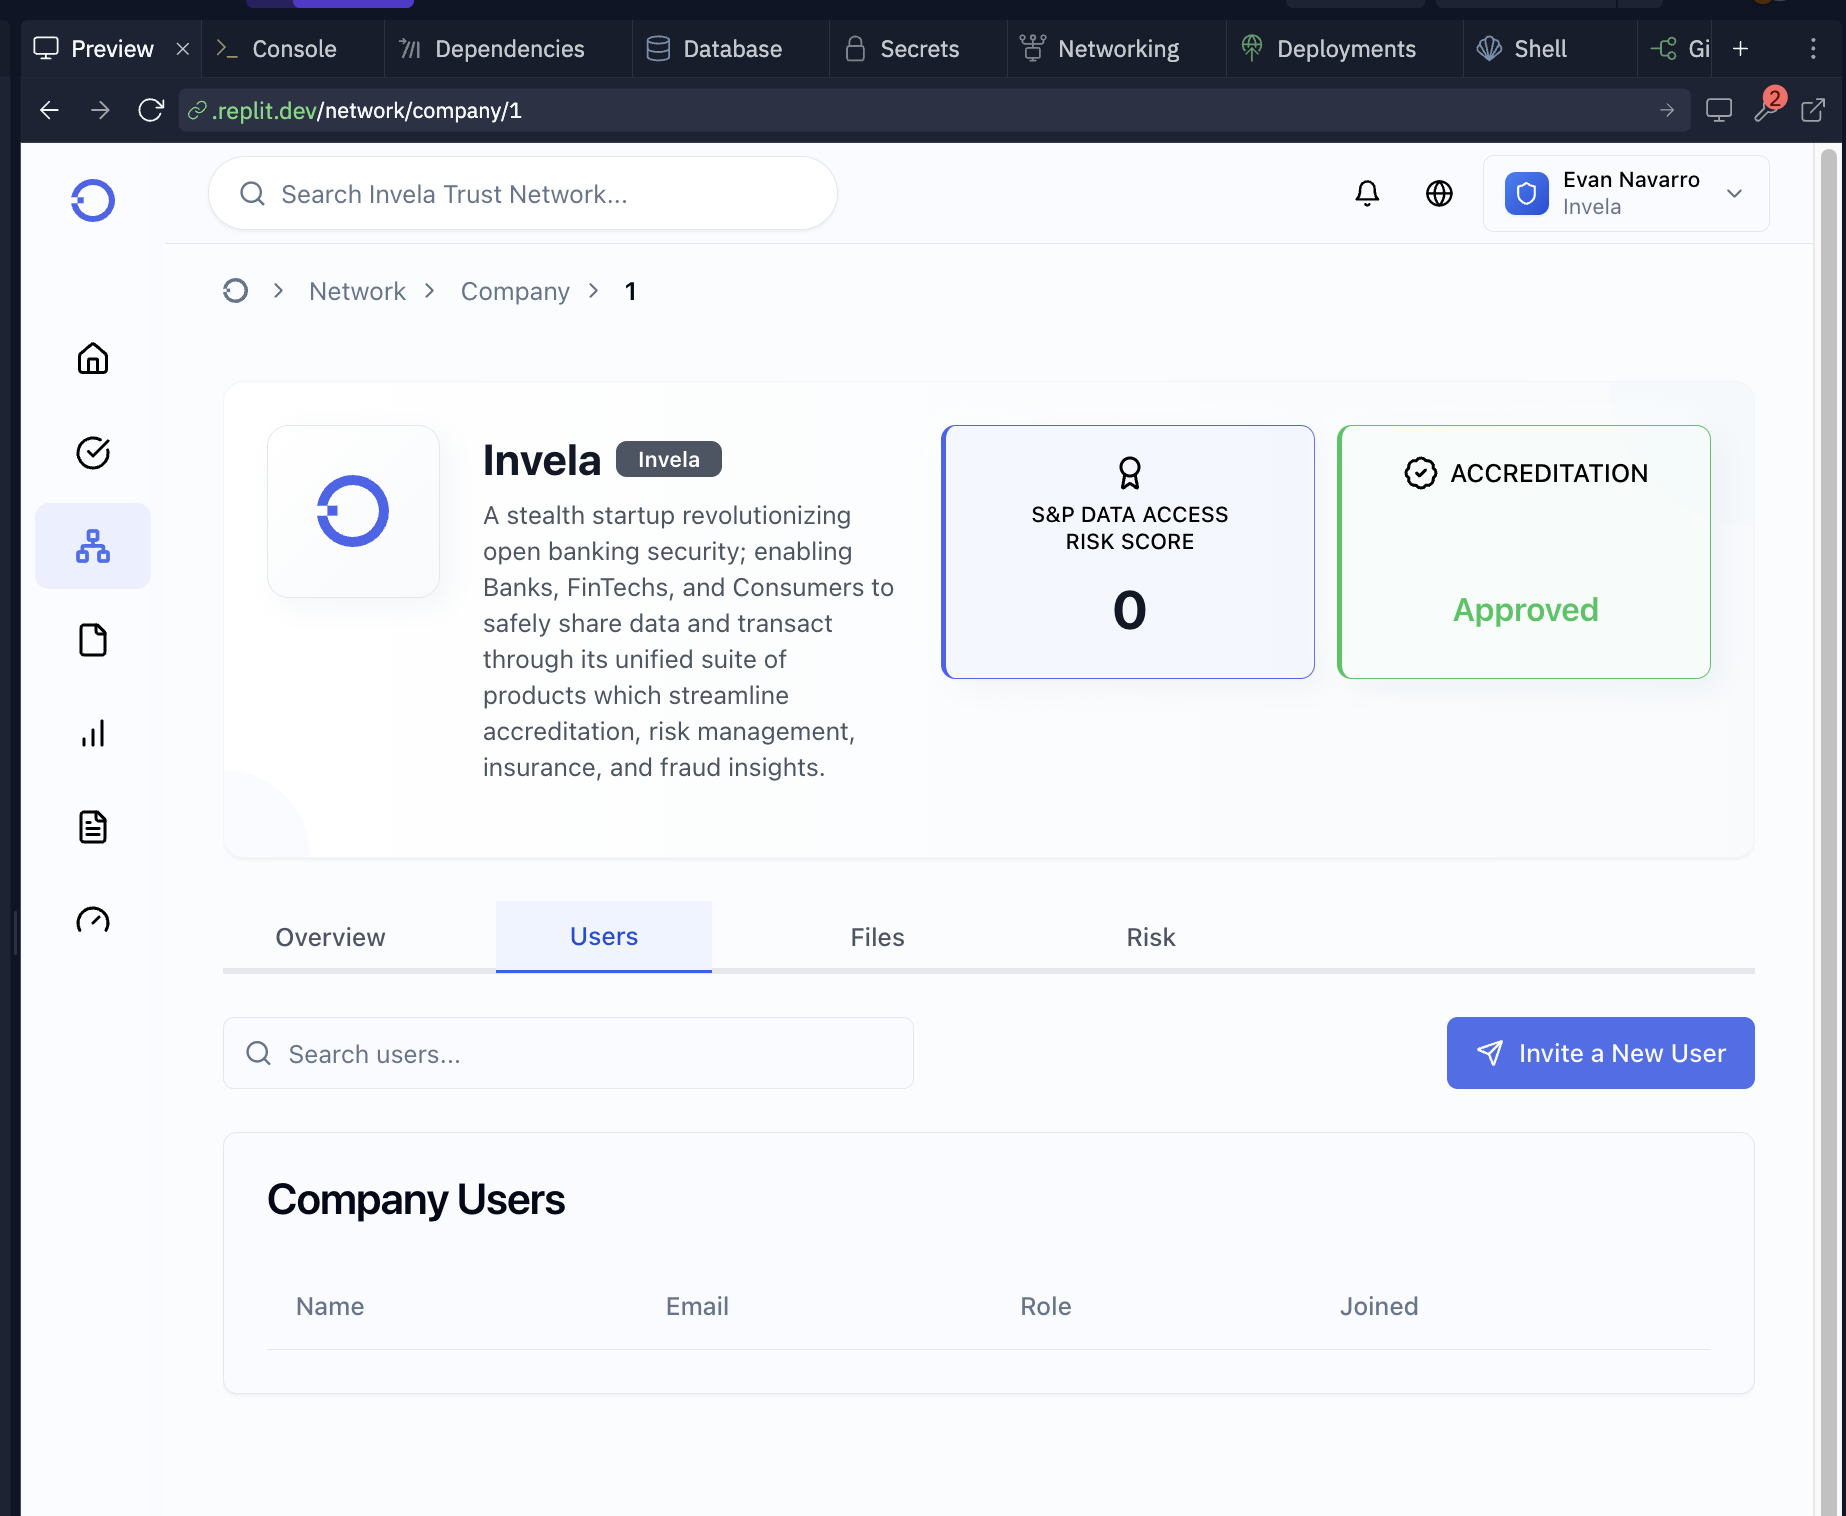 Preview
Console
Dependencies
Database
Secrets
Networking
Deployments
Shell
Gi
.replit.dev/network/company/1
2
Search Invela Trust Network...
Evan Navarro
Invela
Network
Company
1
Invela
Invela
A stealth startup revolutionizing
open banking security; enabling
Banks, FinTechs, and Consumers to
safely share data and transact
through its unified suite of
products which streamline
accreditation, risk management,
insurance, and fraud insights.
S&P DATA ACCESS
RISK SCORE
0
ACCREDITATION
Approved
Overview
Users
Files
Risk
Search users...
Invite a New User
Company Users
Name
Email
Role
Joined